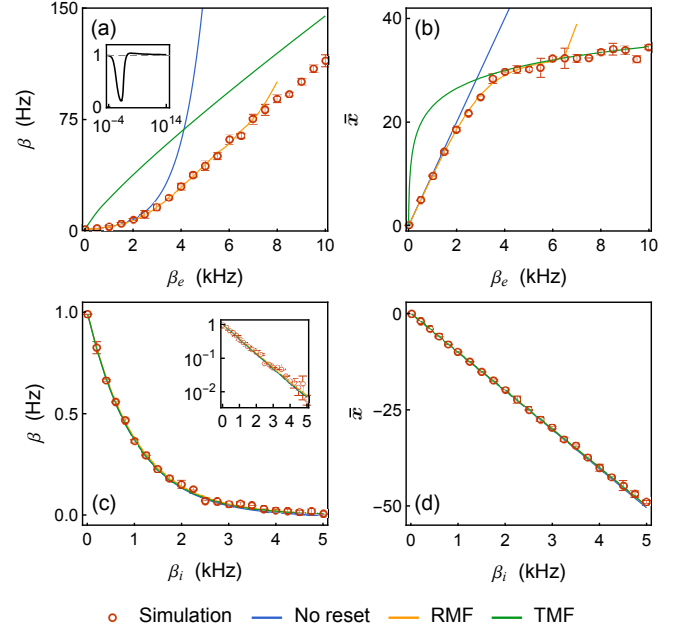 (a)
150
75
0
β (Hz)
1
0
10⁻⁴
10¹⁴
0 2 4 6 8 10
βₑ (kHz)
(b)
40
20
0
x̄
0 2 4 6 8 10
βₑ (kHz)
(c)
1.0
0.5
0.0
β (Hz)
1
10⁻¹
10⁻²
0 1 2 3 4 5
0 1 2 3 4 5
βᵢ (kHz)
(d)
0
−25
−50
x̄
0 1 2 3 4 5
βᵢ (kHz)
Simulation No reset RMF TMF